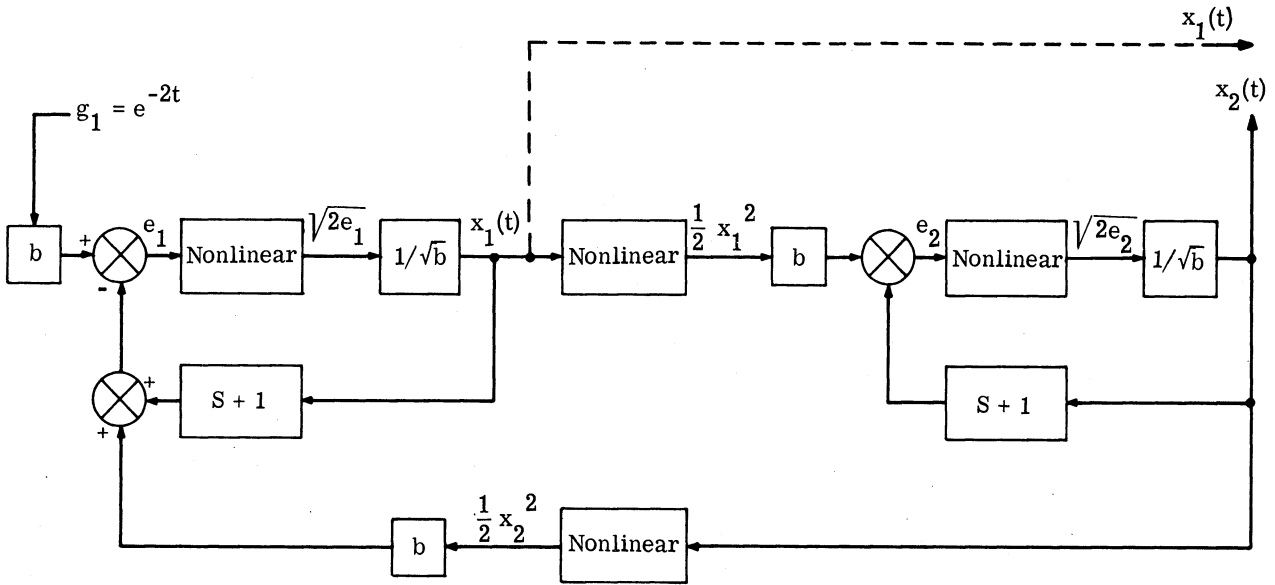 x_1(t)
x_2(t)
g_1 = e^{-2t}
b
+
-
e_1
Nonlinear
√(2e_1)
1/√b
x_1(t)
Nonlinear
1/2 x_1^2
b
e_2
Nonlinear
√(2e_2)
1/√b
S + 1
+
+
S + 1
b
1/2 x_2^2
Nonlinear